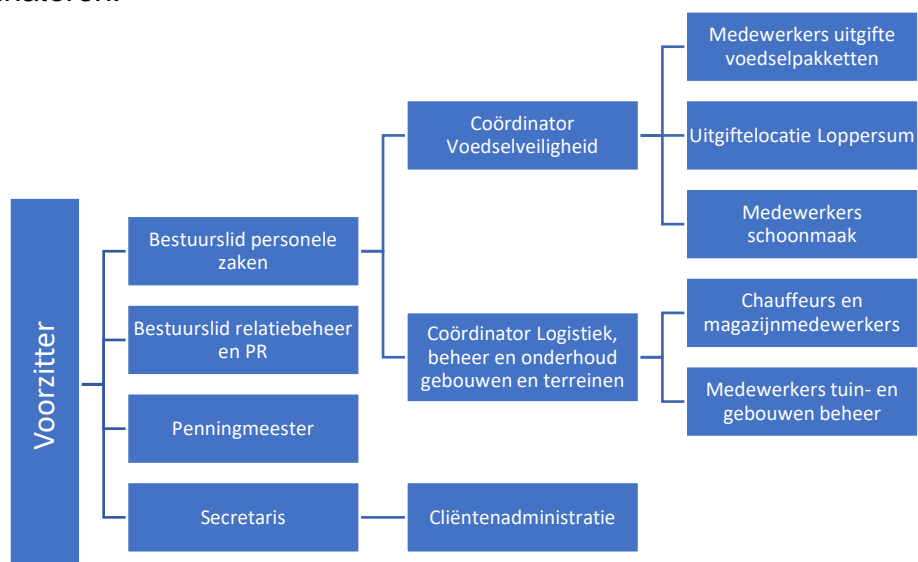 Medewerkers uitgifte
voedselpakketten
Coördinator
Voedselveiligheid
Uitgiftelocatie Loppersum
Medewerkers
schoonmaak
Bestuurslid personele
zaken
Chauffeurs en
magazijnmedewerkers
Voorzitter
Bestuurslid relatiebeheer
en PR
Coördinator Logistiek,
beheer en onderhoud
gebouwen en terreinen
Medewerkers tuin- en
gebouwen beheer
Penningmeester
Secretaris
Cliëntenadministratie